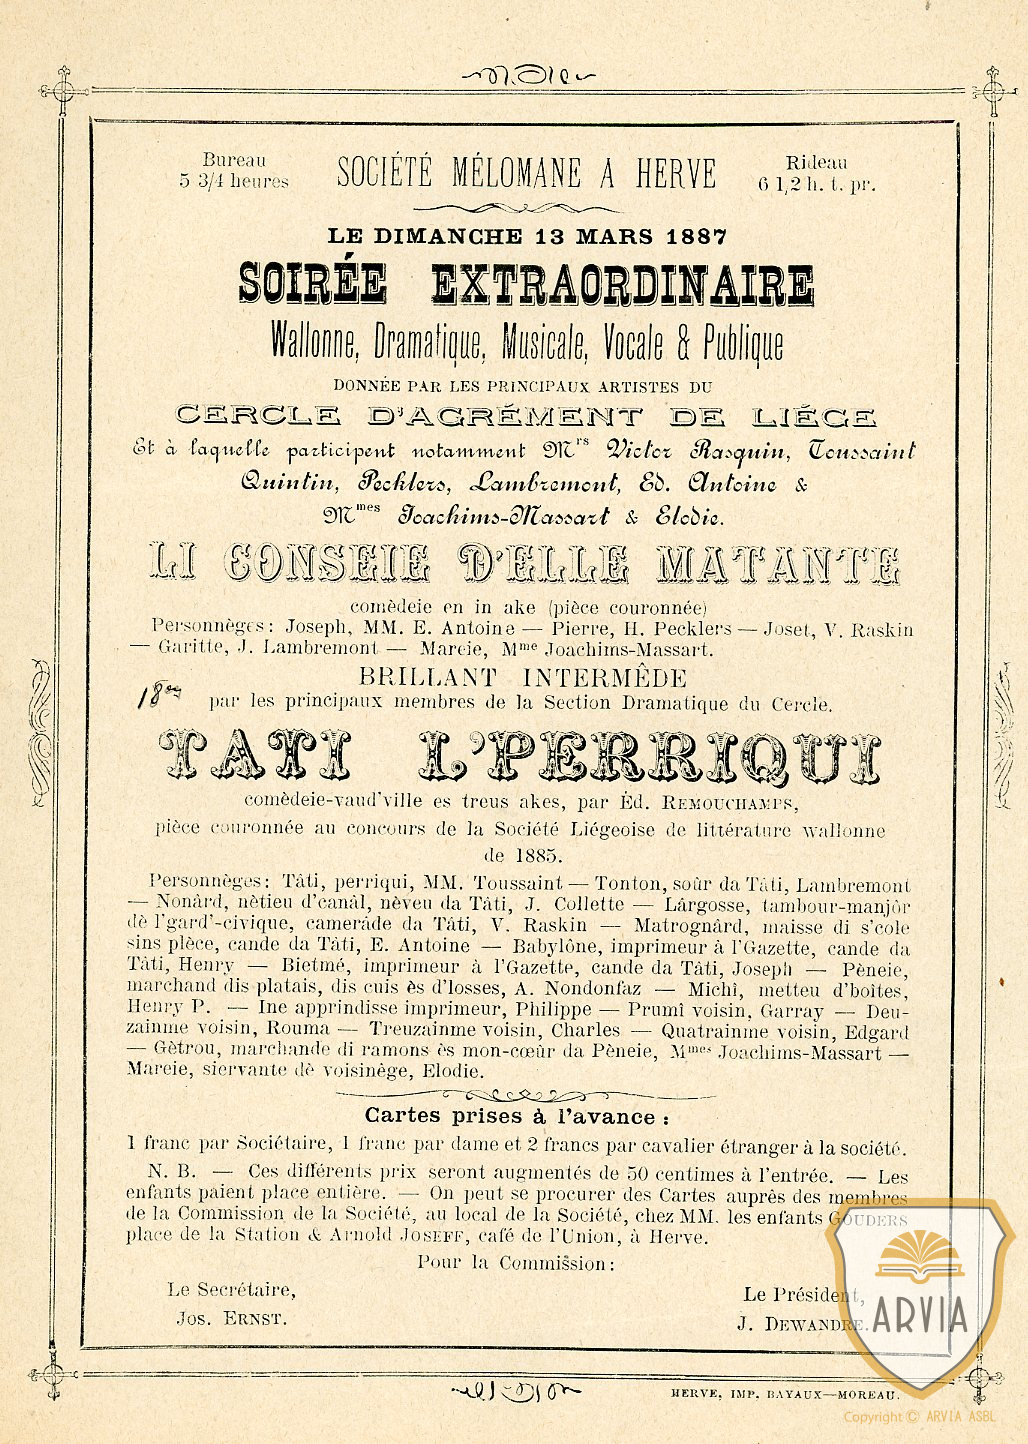 Bureau
5 3/4 heures
SOCIÉTÉ MÉLOMANE A HERVE
Rideau
6 1,2 h. t. pr.
LE DIMANCHE 13 MARS 1887
SOIRÉE EXTRAORDINAIRE
Wallonne, Dramatique, Musicale, Vocale & Publique
DONNÉE PAR LES PRINCIPAUX ARTISTES DU
CERCLE D'AGRÉMENT DE LIÉGE
Et à laquelle participent notamment Mrs Victor Rasquin, Toussaint
Quintin, Pecklers, Lambremont, Ed. Antoine &
Mmes Joachims-Massart & Elodie.
LI CONSEIE D'ELLE MATANTE
comèdeie en in ake (pièce couronnée)
Personnèges: Joseph, MM. E. Antoine — Pierre, H. Pecklers — Joset, V. Raskin
— Garitte, J. Lambremont — Mareie, Mme Joachims-Massart.
BRILLANT INTERMÊDE
par les principaux membres de la Section Dramatique du Cercle.
TATI L'PERRIQUI
comèdeie-vaud'ville es treus akes, par Éd. REMOUCHAMPS,
pièce couronnée au concours de la Société Liégeoise de littérature wallonne
de 1885.
Personnèges: Tâti, perriqui, MM. Toussaint — Tonton, soûr da Tâti, Lambremont
— Nonârd, nètieu d'canâl, nèveu da Tâti, J. Collette — Lârgosse, tambour-manjôr
dè l'gard'-civique, camerâde da Tâti, V. Raskin — Matrognârd, maisse di s'cole
sins plèce, cande da Tâti, E. Antoine — Babylône, imprimeur à l'Gazette, cande da
Tâti, Henry — Bietmé, imprimeur à l'Gazette, cande da Tâti, Joseph — Pèneie,
marchand dis platais, dis cuis ès d'losses, A. Nondonfaz — Michî, metteu d'boîtes,
Henry P. — Ine apprindisse imprimeur, Philippe — Prumî voisin, Garray — Deu-
zainme voisin, Rouma — Treuzainme voisin, Charles — Quatrainme voisin, Edgard
— Gètrou, marchande di ramons ès mon-cœûr da Pèneie, Mmes Joachims-Massart —
Mareie, siervante dè voisinège, Elodie.
Cartes prises à l'avance :
1 franc par Sociétaire, 1 franc par dame et 2 francs par cavalier étranger à la société.
N. B. — Ces différents prix seront augmentés de 50 centimes à l'entrée. — Les
enfants paient place entière. — On peut se procurer des Cartes auprès des membres
de la Commission de la Société, au local de la Société, chez MM. les enfants GOUDERS
place de la Station & Arnold JOSEFF, café de l'Union, à Herve.
Pour la Commission:
Le Secrétaire,
Jos. ERNST.
Le Président,
J. DEWANDRE.
HERVE, IMP. BAYAUX—MOREAU.
ARVIA
Copyright © ARVIA ASBL